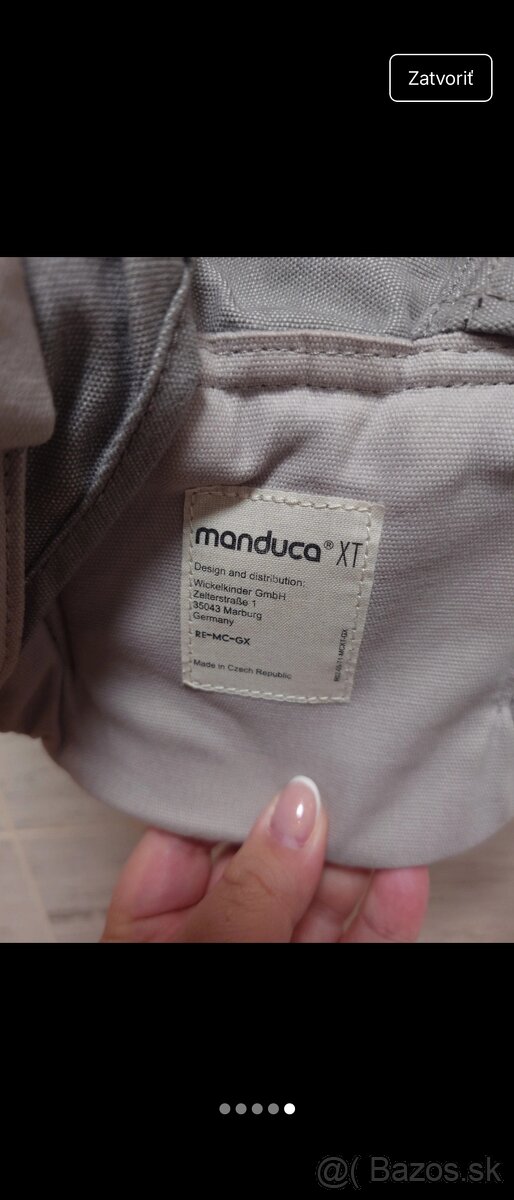 Zatvoriť
manduca® XT
Design and distribution:
Wickelkinder GmbH
Zeiterstraße 1
35043 Marburg
Germany
RE-MC-GX
Made in Czech Republic
@( Bazos.sk